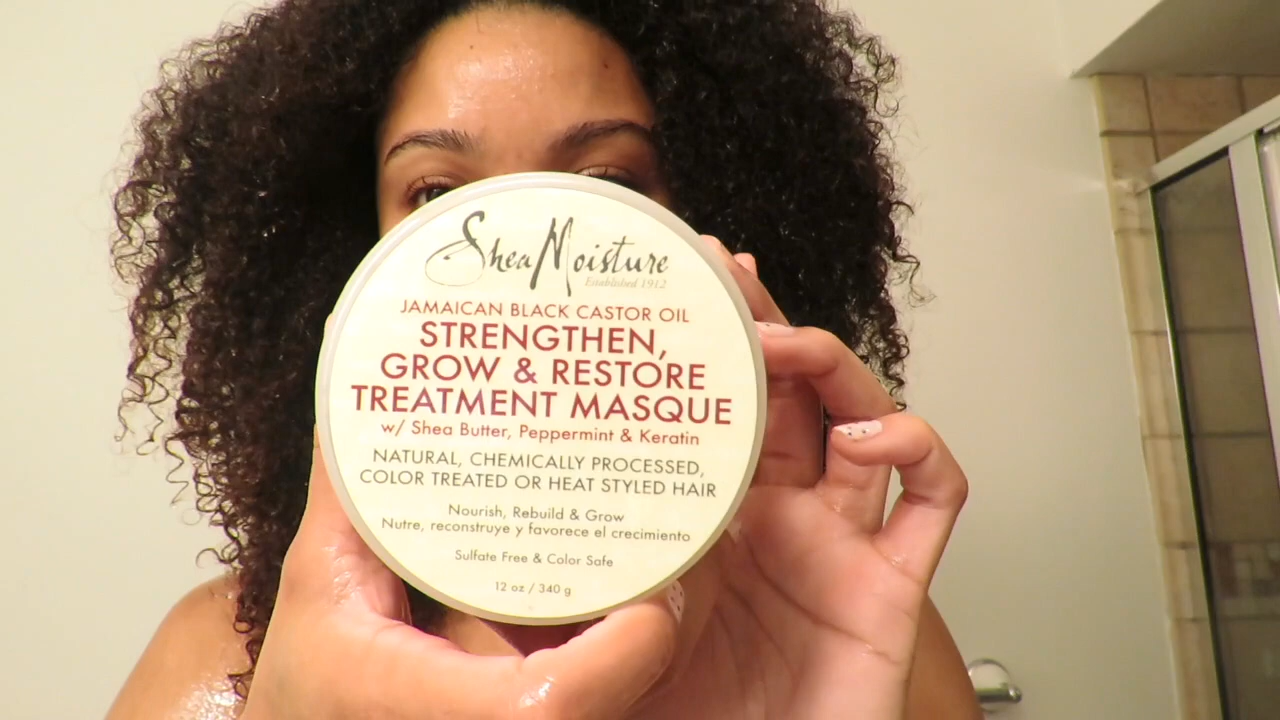 SheaMoisture
Established 1912
JAMAICAN BLACK CASTOR OIL
STRENGTHEN,
GROW & RESTORE
TREATMENT MASQUE
w/ Shea Butter, Peppermint & Keratin
NATURAL, CHEMICALLY PROCESSED,
COLOR TREATED OR HEAT STYLED HAIR
Nourish, Rebuild & Grow
Nutre, reconstruye y favorece el crecimiento
Sulfate Free & Color Safe
12 oz / 340 g